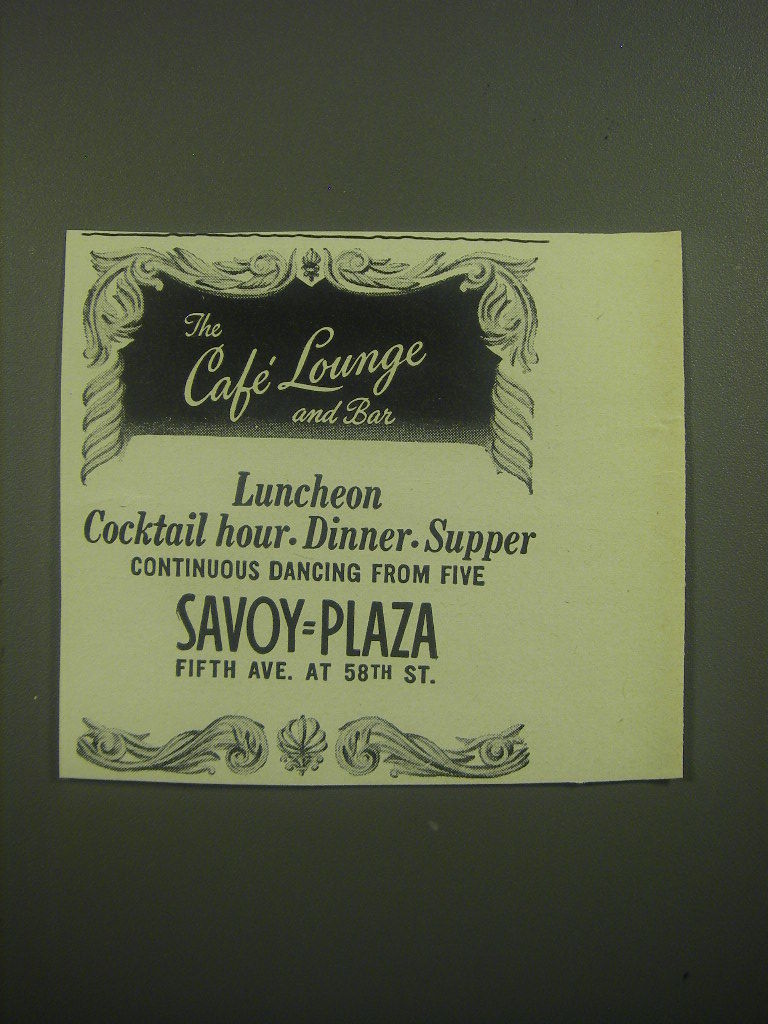 The
Café Lounge
and Bar
Luncheon
Cocktail hour · Dinner · Supper
CONTINUOUS DANCING FROM FIVE
SAVOY=PLAZA
FIFTH AVE. AT 58TH ST.